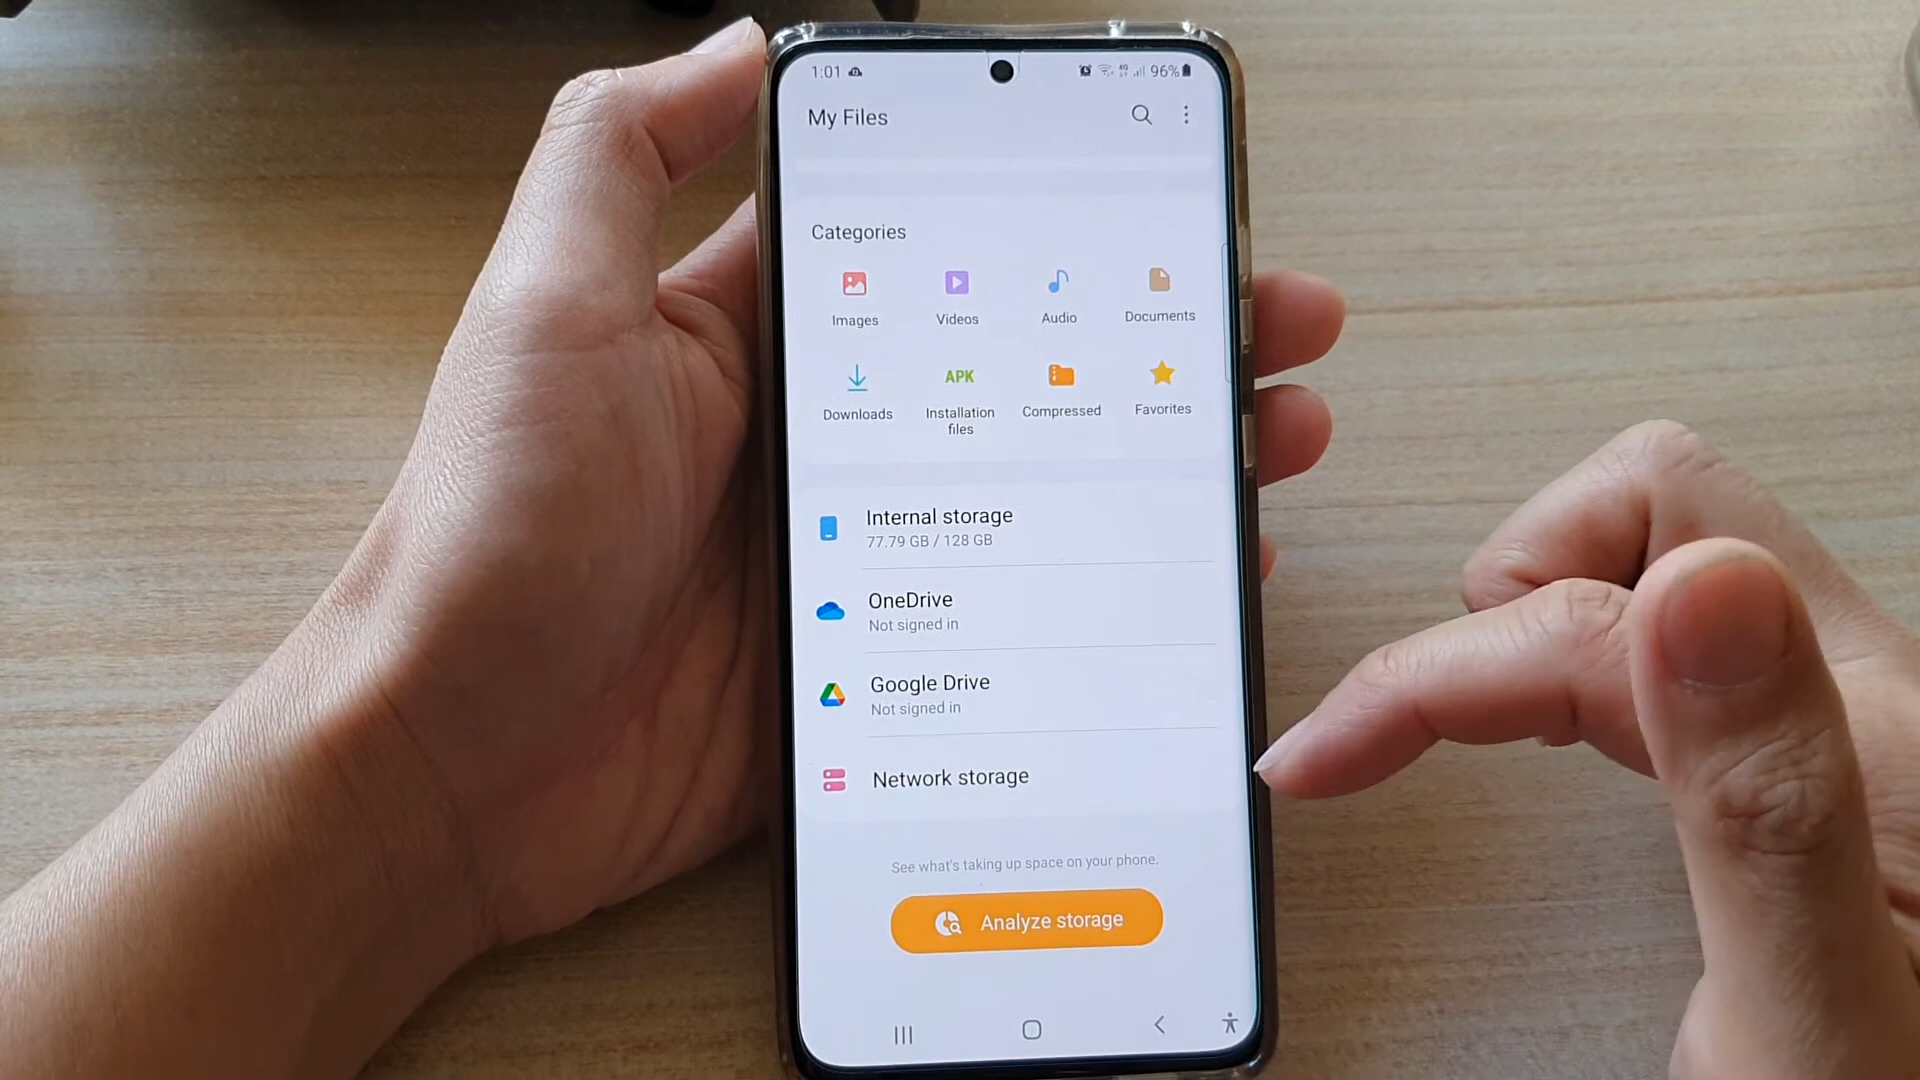 1:01 4G 96%
My Files
Categories
Images Videos Audio Documents
Downloads APK Installation files Compressed Favorites
Internal storage
77.79 GB / 128 GB
OneDrive
Not signed in
Google Drive
Not signed in
Network storage
See what's taking up space on your phone.
Analyze storage